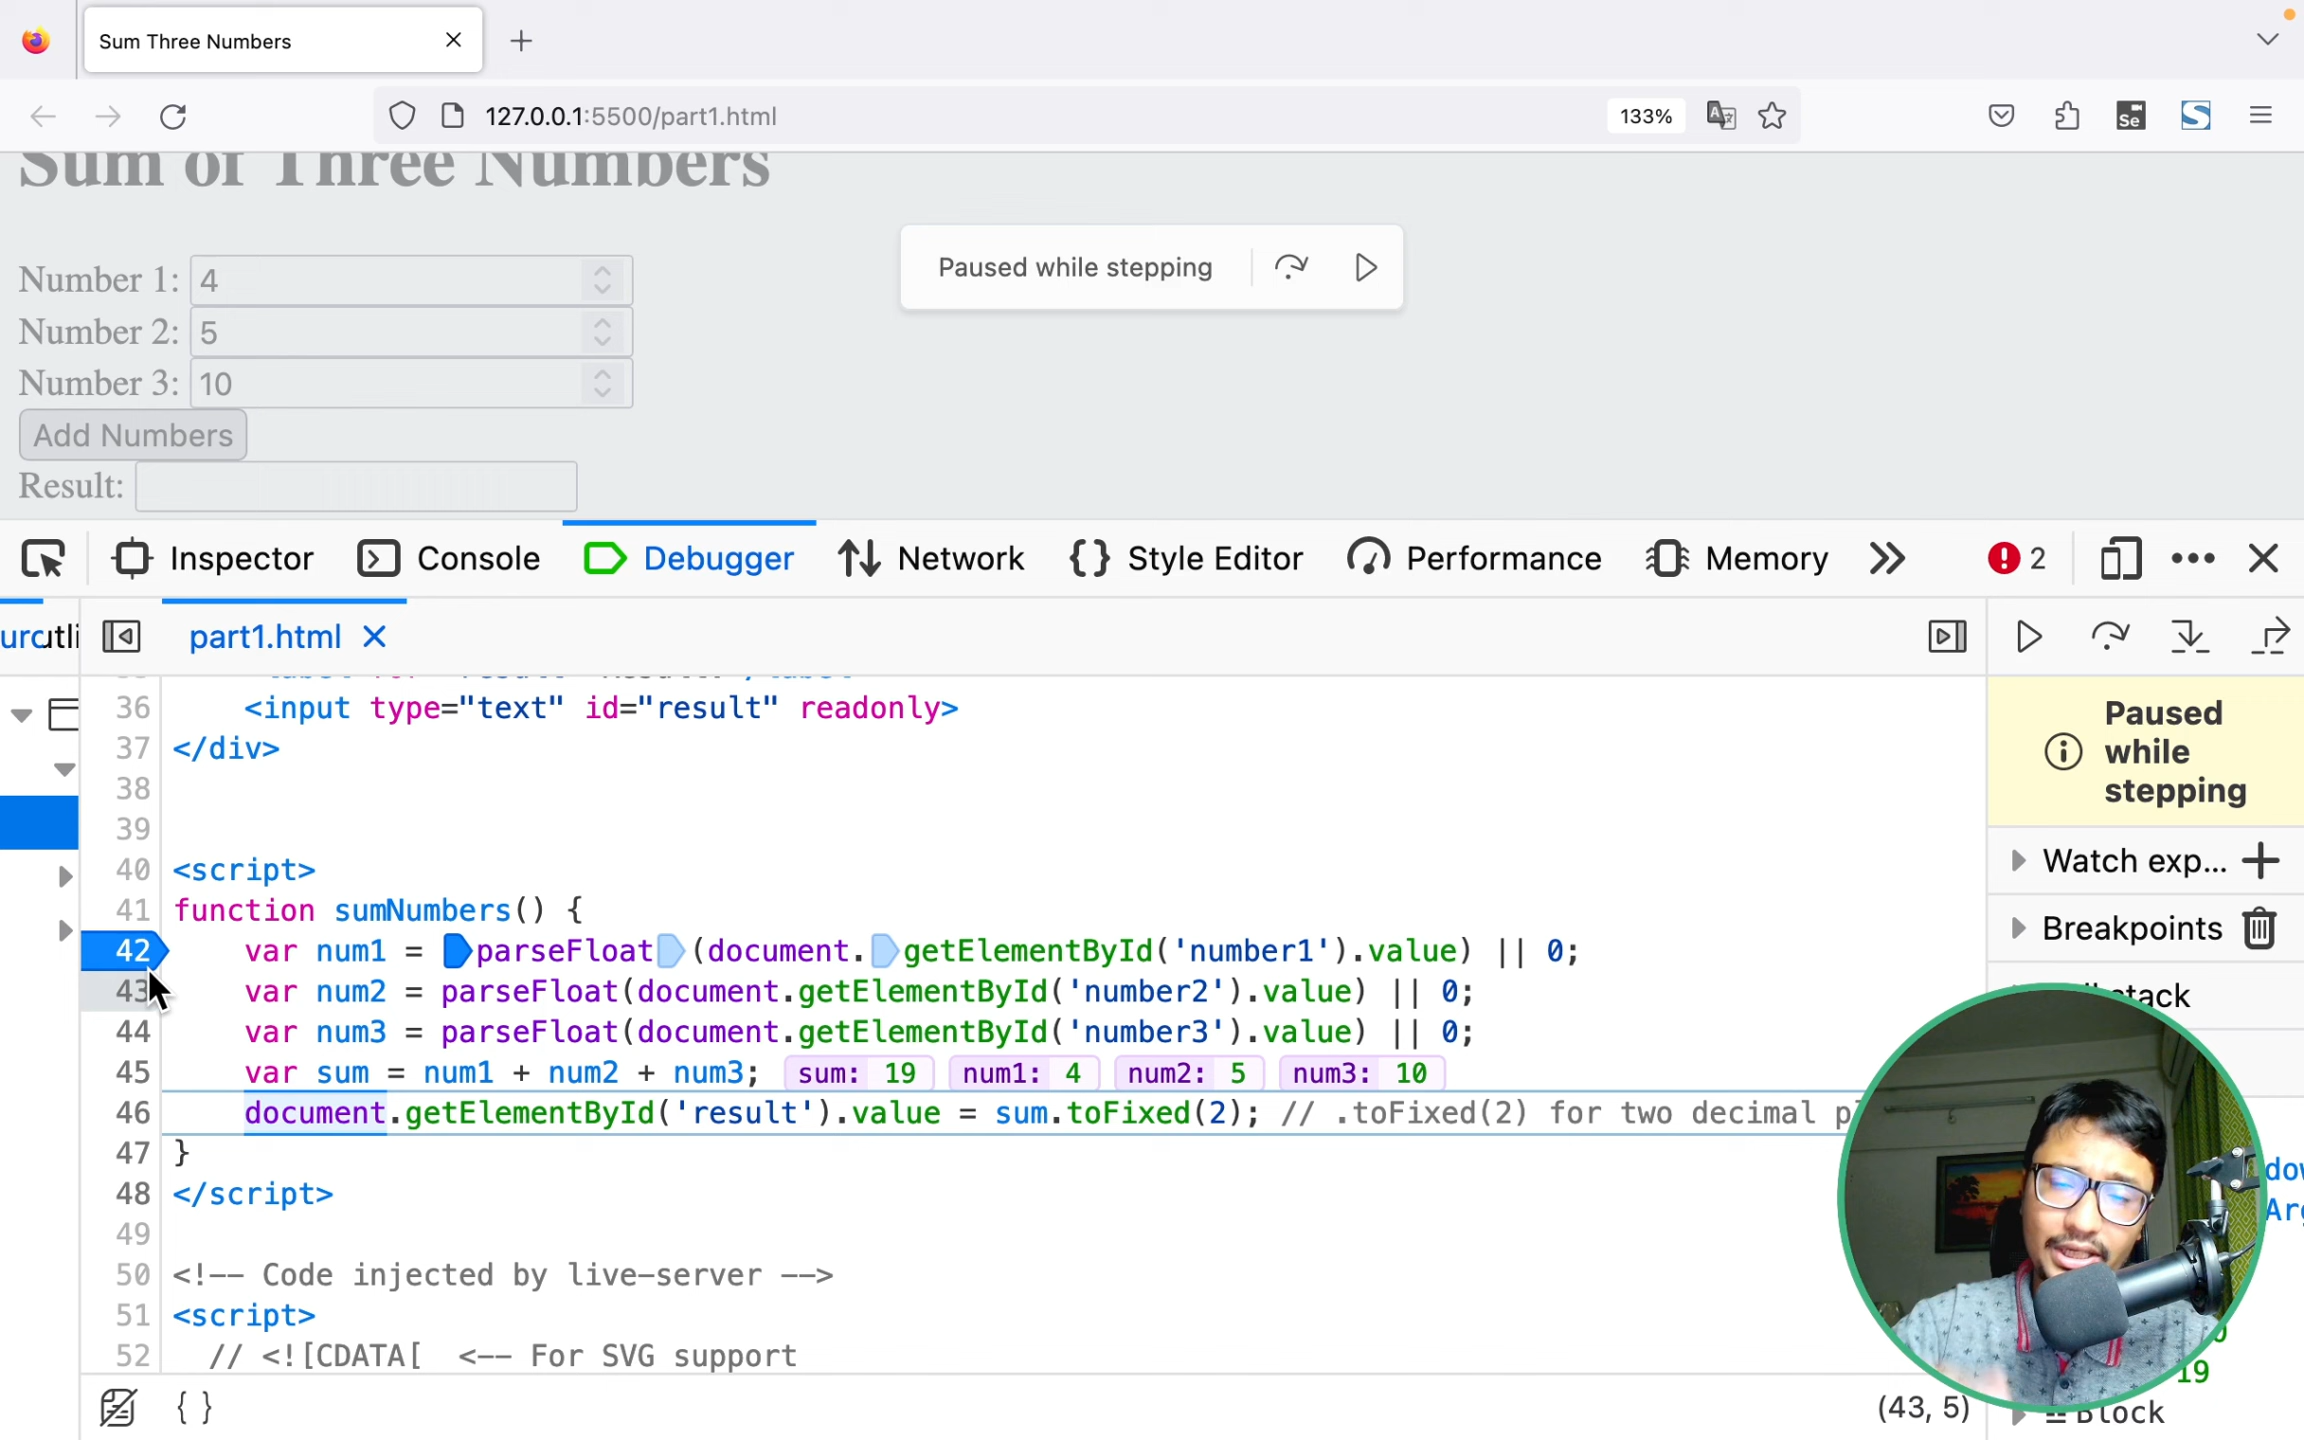 Sum Three Numbers
127.0.0.1:5500/part1.html
133%
Se
S
Sum of Three Numbers
Paused while stepping
Number 1: 4
Number 2: 5
Number 3: 10
Add Numbers
Result:
Inspector
Console
Debugger
Network
Style Editor
Performance
Memory
2
part1.html
Paused
while
stepping
Watch exp...
Breakpoints
36 <input type="text" id="result" readonly>
37 </div>
38
39
40 <script>
41 function sumNumbers() {
42 var num1 = parseFloat(document.getElementById('number1').value) || 0;
43 var num2 = parseFloat(document.getElementById('number2').value) || 0;
44 var num3 = parseFloat(document.getElementById('number3').value) || 0;
45 var sum = num1 + num2 + num3; sum: 19 num1: 4 num2: 5 num3: 10
46 document.getElementById('result').value = sum.toFixed(2); // .toFixed(2) for two decimal
47 }
48 </script>
49
50 <!-- Code injected by live-server -->
51 <script>
52 // <![CDATA[ <-- For SVG support
19
{ }
(43, 5)
Block